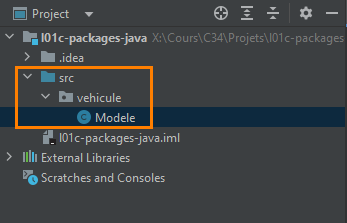 Project
l01c-packages-java X:\Cours\C34\Projets\l01c-packages
.idea
src
vehicule
Modele
l01c-packages-java.iml
External Libraries
Scratches and Consoles